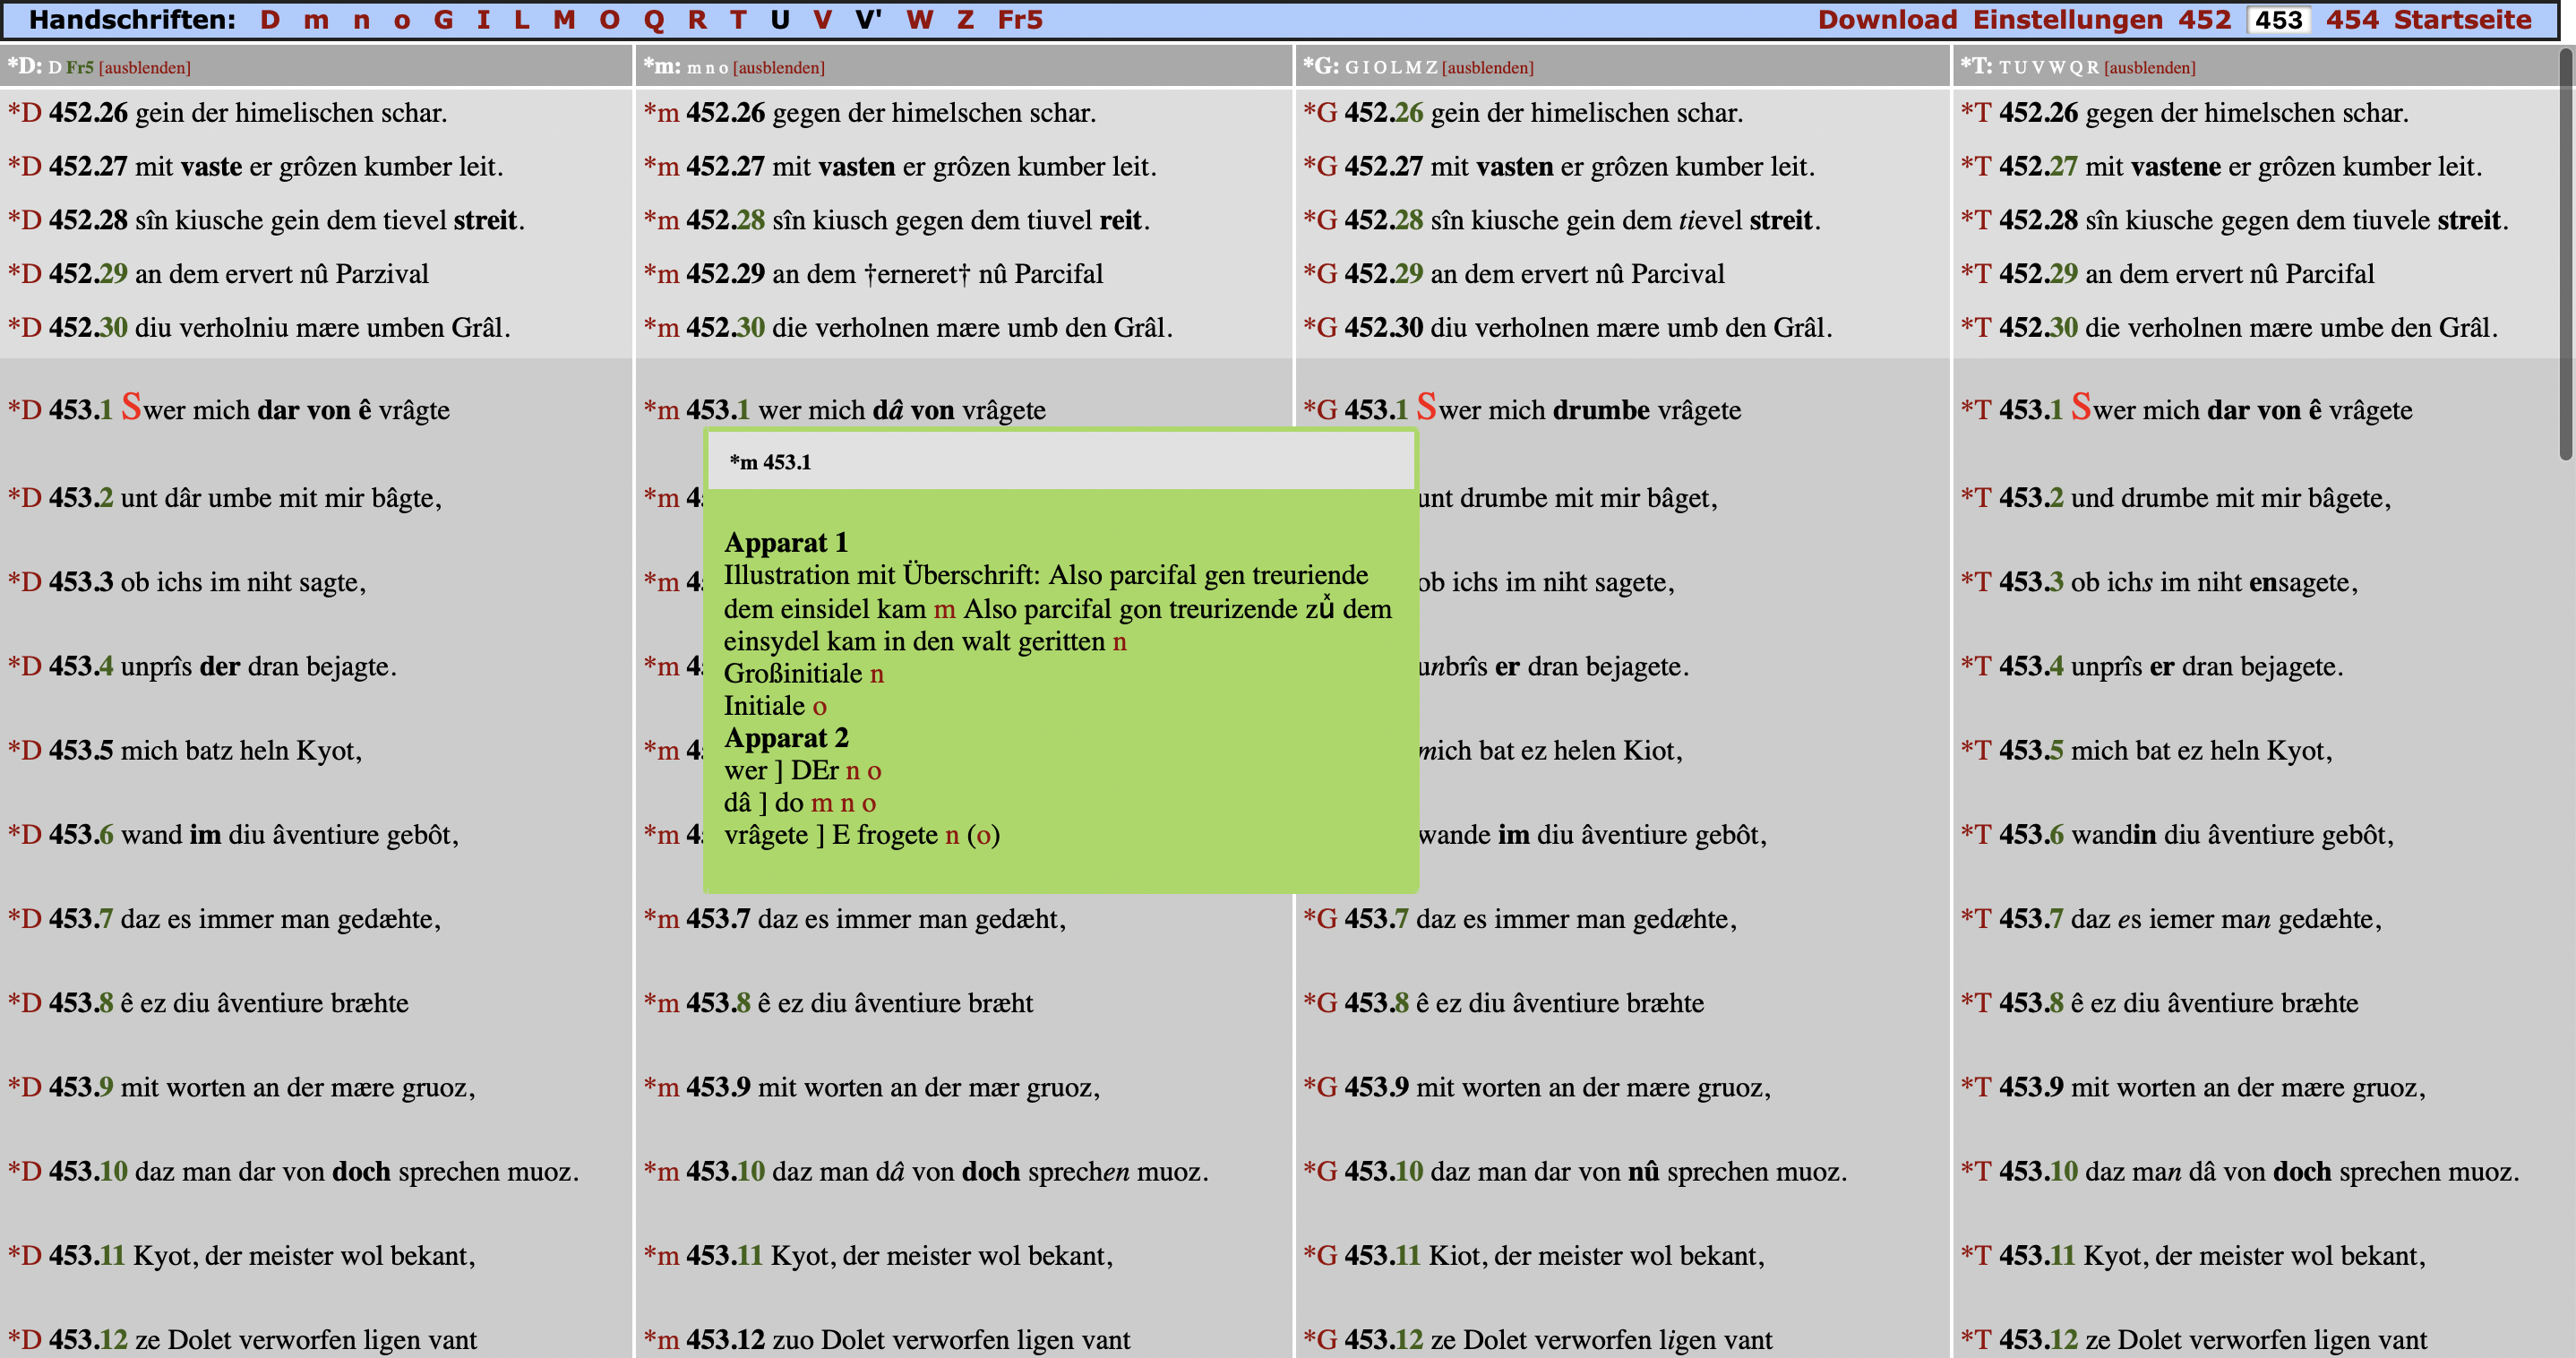 Handschriften: D m n o G I L M O Q R T U V V' W Z Fr5 Download Einstellungen 452 453 454 Startseite
*D: D Fr5 [ausblenden]
*D 452.26 gein der himelischen schar.
*D 452.27 mit vaste er grôzen kumber leit.
*D 452.28 sîn kiusche gein dem tievel streit.
*D 452.29 an dem ervert nû Parzival
*D 452.30 diu verholniu mære umben Grâl.
*D 453.1 Swer mich dar von ê vrâgte
*D 453.2 unt dâr umbe mit mir bâgte,
*D 453.3 ob ichs im niht sagte,
*D 453.4 unprîs der dran bejagte.
*D 453.5 mich batz heln Kyot,
*D 453.6 wand im diu âventiure gebôt,
*D 453.7 daz es immer man gedæhte,
*D 453.8 ê ez diu âventiure bræhte
*D 453.9 mit worten an der mære gruoz,
*D 453.10 daz man dar von doch sprechen muoz.
*D 453.11 Kyot, der meister wol bekant,
*D 453.12 ze Dolet verworfen ligen vant
*m: m n o [ausblenden]
*m 452.26 gegen der himelschen schar.
*m 452.27 mit vasten er grôzen kumber leit.
*m 452.28 sîn kiusch gegen dem tiuvel reit.
*m 452.29 an dem †erneret† nû Parcifal
*m 452.30 die verholnen mære umb den Grâl.
*m 453.1 wer mich dâ von vrâgete
*m 4
*m 4
*m 4
*m 4
*m 4
*m 453.1
Apparat 1
Illustration mit Überschrift: Also parcifal gen treuriende
dem einsidel kam m Also parcifal gon treurizende zuͦ̈ dem
einsydel kam in den walt geritten n
Großinitiale n
Initiale o
Apparat 2
wer ] DEr n o
dâ ] do m n o
vrâgete ] E frogete n (o)
*m 453.7 daz es immer man gedæht,
*m 453.8 ê ez diu âventiure bræht
*m 453.9 mit worten an der mær gruoz,
*m 453.10 daz man dâ von doch sprechen muoz.
*m 453.11 Kyot, der meister wol bekant,
*m 453.12 zuo Dolet verworfen ligen vant
*G: G I O L M Z [ausblenden]
*G 452.26 gein der himelischen schar.
*G 452.27 mit vasten er grôzen kumber leit.
*G 452.28 sîn kiusche gein dem tievel streit.
*G 452.29 an dem ervert nû Parcival
*G 452.30 diu verholnen mære umb den Grâl.
*G 453.1 Swer mich drumbe vrâgete
unt drumbe mit mir bâget,
ob ichs im niht sagete,
unbrîs er dran bejagete.
mich bat ez helen Kiot,
wande im diu âventiure gebôt,
*G 453.7 daz es immer man gedæhte,
*G 453.8 ê ez diu âventiure bræhte
*G 453.9 mit worten an der mære gruoz,
*G 453.10 daz man dar von nû sprechen muoz.
*G 453.11 Kiot, der meister wol bekant,
*G 453.12 ze Dolet verworfen ligen vant
*T: T U V W Q R [ausblenden]
*T 452.26 gegen der himelschen schar.
*T 452.27 mit vastene er grôzen kumber leit.
*T 452.28 sîn kiusche gegen dem tiuvele streit.
*T 452.29 an dem ervert nû Parcifal
*T 452.30 die verholnen mære umbe den Grâl.
*T 453.1 Swer mich dar von ê vrâgete
*T 453.2 und drumbe mit mir bâgete,
*T 453.3 ob ichs im niht ensagete,
*T 453.4 unprîs er dran bejagete.
*T 453.5 mich bat ez heln Kyot,
*T 453.6 wandin diu âventiure gebôt,
*T 453.7 daz es iemer man gedæhte,
*T 453.8 ê ez diu âventiure bræhte
*T 453.9 mit worten an der mære gruoz,
*T 453.10 daz man dâ von doch sprechen muoz.
*T 453.11 Kyot, der meister wol bekant,
*T 453.12 ze Dolet verworfen ligen vant